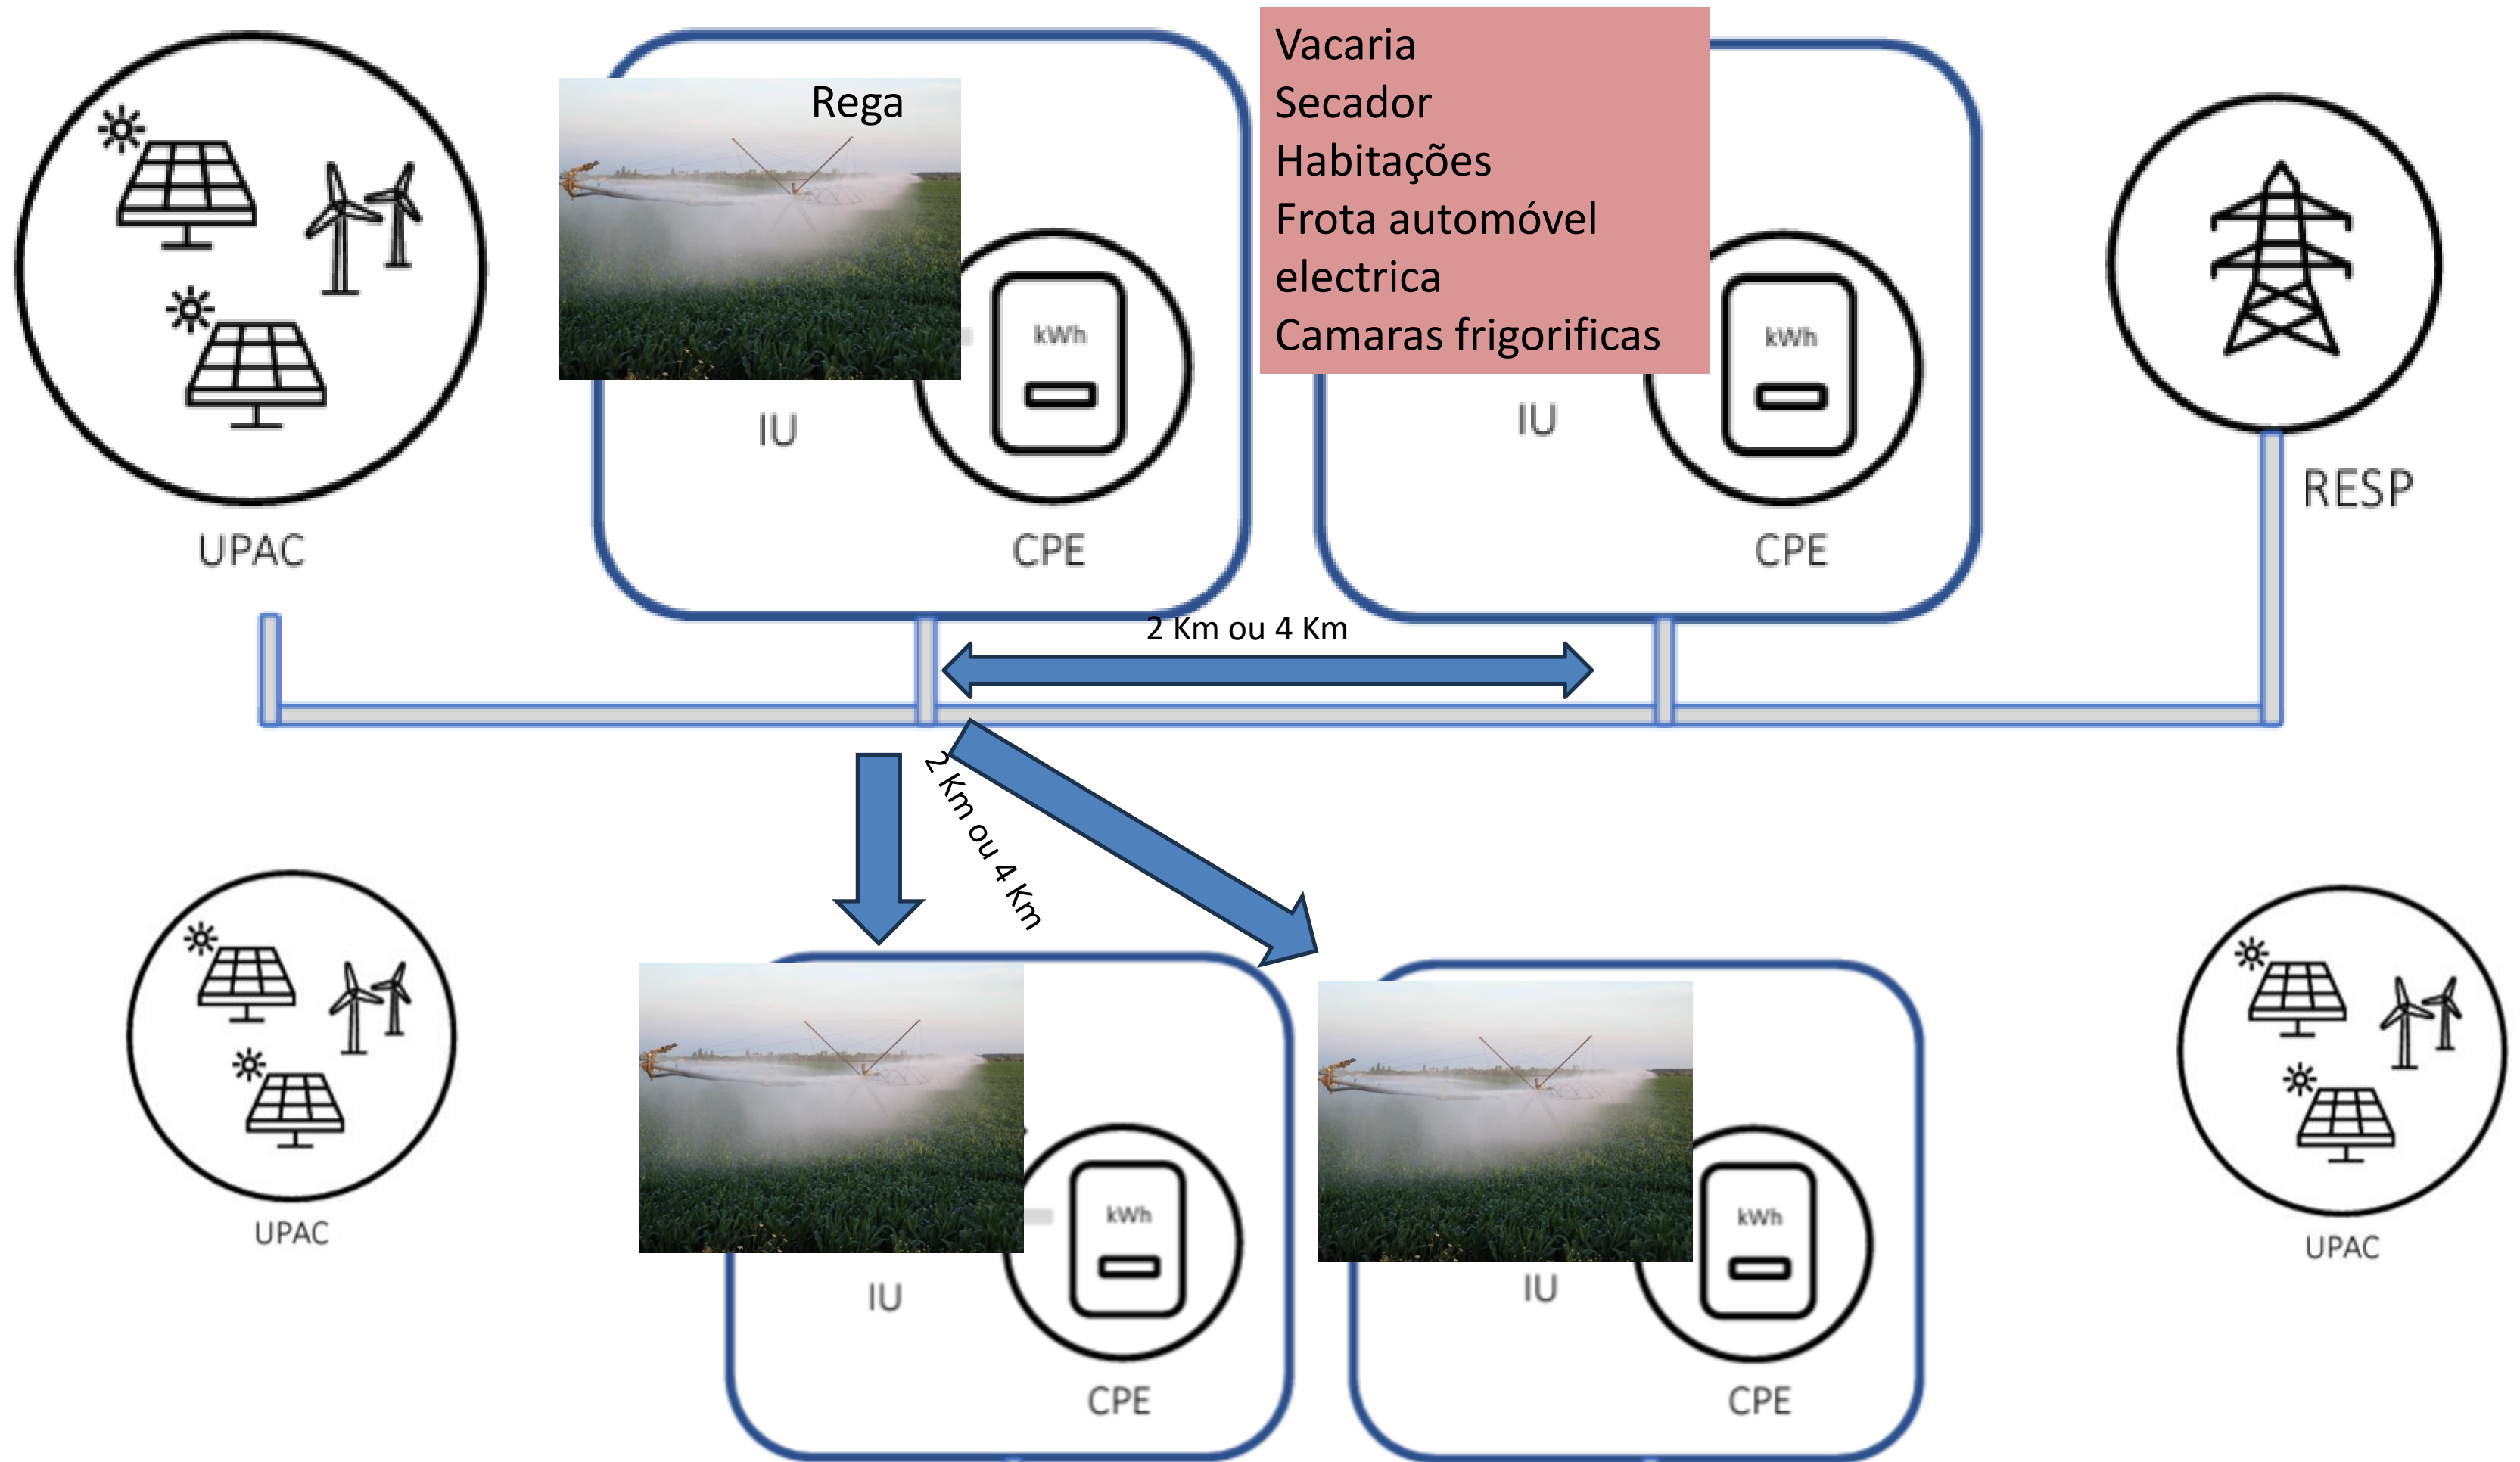 Rega
Vacaria
Secador
Habitações
Frota automóvel
electrica
Camaras frigorificas
kWh
kWh
IU
IU
RESP
UPAC
CPE
CPE
2 Km ou 4 Km
2 Km ou 4 Km
kWh
kWh
UPAC
UPAC
IU
IU
CPE
CPE